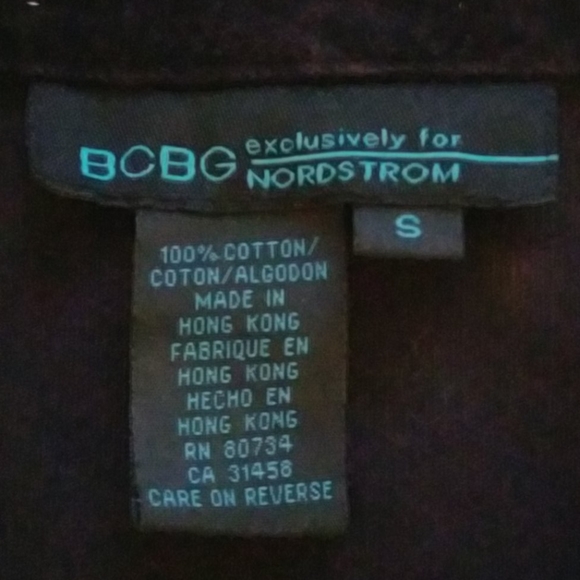 BCBG exclusively for
NORDSTROM
S
100% COTTON/
COTON/ALGODON
MADE IN
HONG KONG
FABRIQUE EN
HONG KONG
HECHO EN
HONG KONG
RN 80734
CA 31458
CARE ON REVERSE